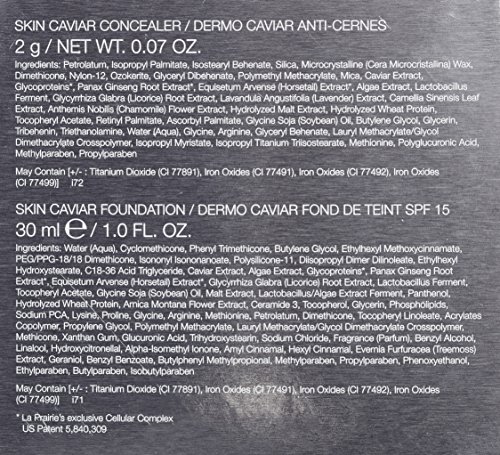 SKIN CAVIAR CONCEALER / DERMO CAVIAR ANTI-CERNES
2 g / NET WT. 0.07 OZ.
Ingredients: Petrolatum, Isopropyl Palmitate, Isostearyl Behenate, Silica, Microcrystalline (Cera Microcristallina) Wax,
Dimethicone, Nylon-12, Ozokerite, Glyceryl Dibehenate, Polymethyl Methacrylate, Mica, Caviar Extract,
Glycoproteins*, Panax Ginseng Root Extract*, Equisetum Arvense (Horsetail) Extract*, Algae Extract, Lactobacillus
Ferment, Glycyrrhiza Glabra (Licorice) Root Extract, Lavandula Angustifolia (Lavender) Extract, Camellia Sinensis Leaf
Extract, Anthemis Nobilis (Chamomile) Flower Extract, Hydrolyzed Wheat Protein,
Tocopheryl Acetate, Retinyl Palmitate, Ascorbyl Palmitate, Glycine Soja (Soybean) Oil, Butylene Glycol, Glycerin,
Tribehenin, Triethanolamine, Water (Aqua), Glycine, Arginine, Glyceryl Behenate, Lauryl Methacrylate/Glycol
Dimethacrylate Crosspolymer, Isopropyl Myristate, Isopropyl Titanium Triisostearate, Methionine, Polyglucuronic Acid,
Methylparaben, Propylparaben
May Contain [+/- : Titanium Dioxide (CI 77891), Iron Oxides (CI 77491), Iron Oxides (CI 77492), Iron Oxides
(CI 77499)] i72
SKIN CAVIAR FOUNDATION / DERMO CAVIAR FOND DE TEINT SPF 15
30 ml ℮ / 1.0 FL. OZ.
Ingredients: Water (Aqua), Cyclomethicone, Phenyl Trimethicone, Butylene Glycol, Ethylhexyl Methoxycinnamate,
PEG/PPG-18/18 Dimethicone, Isononyl Isononanoate, Polysilicone-11, Diisopropyl Dimer Dilinoleate, Ethylhexyl
Hydroxystearate, C18-36 Acid Triglyceride, Caviar Extract, Algae Extract, Glycoproteins*, Panax Ginseng Root
Extract*, Equisetum Arvense (Horsetail) Extract*, Glycyrrhiza Glabra (Licorice) Root Extract, Lactobacillus Ferment,
Tocopheryl Acetate, Glycine Soja (Soybean) Oil, Malt Extract, Lactobacillus/Algae Extract Ferment, Panthenol,
Hydrolyzed Wheat Protein, Arnica Montana Flower Extract, Ceramide 3, Tocopherol, Glycerin, Phospholipids,
Sodium PCA, Lysine, Proline, Glycine, Arginine, Methionine, Petrolatum, Dimethicone, Tocopheryl Linoleate, Acrylates
Copolymer, Propylene Glycol, Polymethyl Methacrylate, Lauryl Methacrylate/Glycol Dimethacrylate Crosspolymer,
Methicone, Xanthan Gum, Glucuronic Acid, Trihydroxystearin, Sodium Chloride, Fragrance (Parfum), Benzyl Alcohol,
Linalool, Hydroxycitronellal, Alpha-Isomethyl Ionone, Amyl Cinnamal, Hexyl Cinnamal, Evernia Furfuracea (Treemoss)
Extract, Geraniol, Benzyl Benzoate, Butylphenyl Methylpropional, Methylparaben, Propylparaben, Phenoxyethanol,
Ethylparaben, Butylparaben, Isobutylparaben
May Contain [+/- : Titanium Dioxide (CI 77891), Iron Oxides (CI 77491), Iron Oxides (CI 77492), Iron Oxides
(CI 77499)] i71
* La Prairie's exclusive Cellular Complex
US Patent 5,840,309